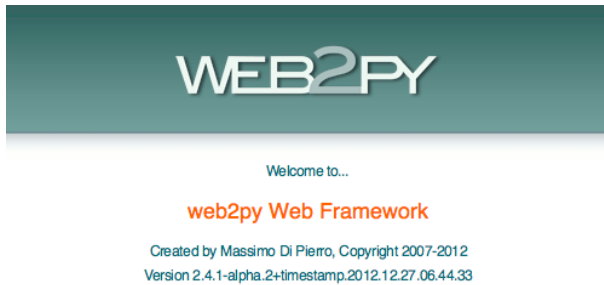 WEB2PY
Welcome to...
web2py Web Framework
Created by Massimo Di Pierro, Copyright 2007-2012
Version 2.4.1-alpha.2+timestamp.2012.12.27.06.44.33